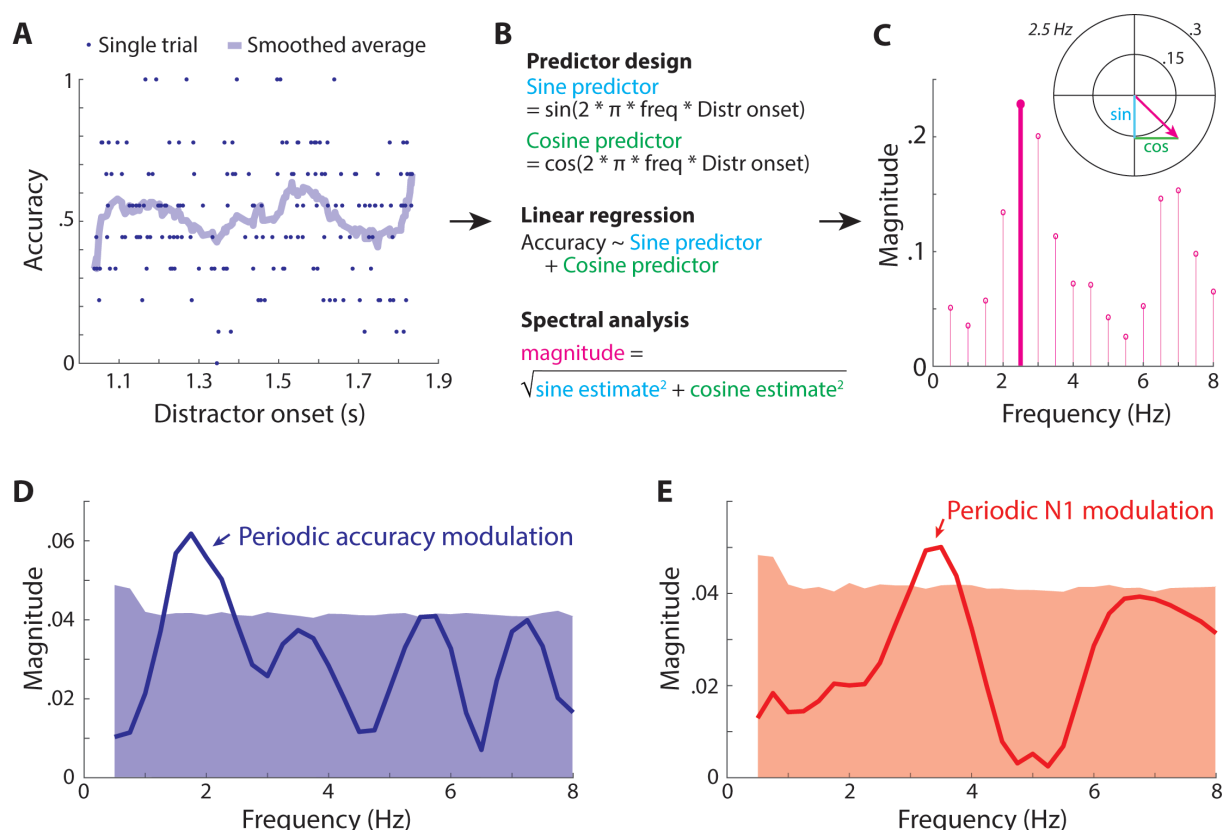 A
Single trial
Smoothed average
1
.5
0
Accuracy
1.1
1.3
1.5
1.7
1.9
Distractor onset (s)
B
Predictor design
Sine predictor
= sin(2 * π * freq * Distr onset)
Cosine predictor
= cos(2 * π * freq * Distr onset)
Linear regression
Accuracy ~ Sine predictor
+ Cosine predictor
Spectral analysis
magnitude =
√sine estimate² + cosine estimate²
C
2.5 Hz
.3
.15
sin
cos
.2
.1
0
Magnitude
0
2
4
6
8
Frequency (Hz)
D
Periodic accuracy modulation
.06
.04
.02
0
Magnitude
2
4
6
8
Frequency (Hz)
E
Periodic N1 modulation
.04
.02
0
Magnitude
2
4
6
8
Frequency (Hz)